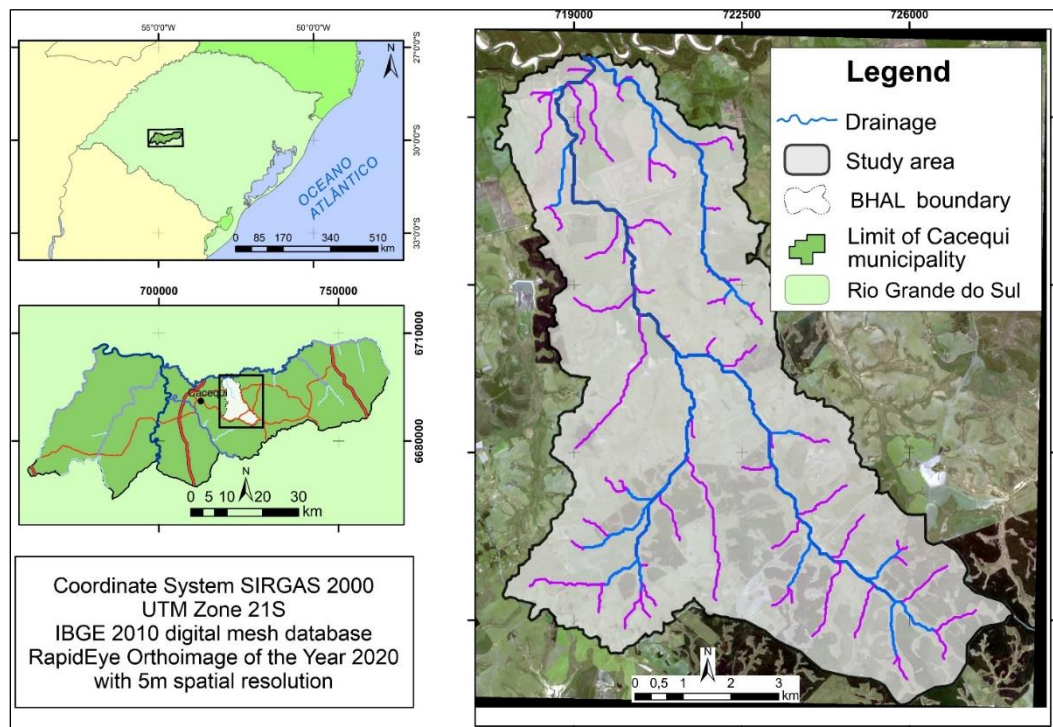 55°0'0"W
60°0'0"W
27°0'0"S
30°0'0"S
33°0'0"S
N
OCEANO
ATLÂNTICO
0 85 170 340 510
km
700000 750000
6710000
6680000
Cacequi
N
0 5 10 20 30
km
Coordinate System SIRGAS 2000
UTM Zone 21S
IBGE 2010 digital mesh database
RapidEye Orthoimage of the Year 2020
with 5m spatial resolution
719000 722500 726000
Legend
Drainage
Study area
BHAL boundary
Limit of Cacequi
municipality
Rio Grande do Sul
N
0 0,5 1 2 3
km